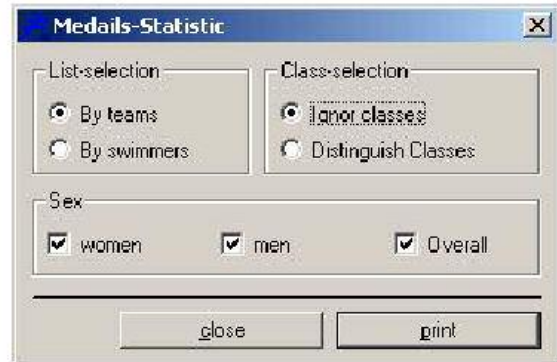 Medails-Statistic
List-selection
Class-selection
By teams
Ignor classes
By swimmers
Distinguish Classes
Sex
women men Overall
close print